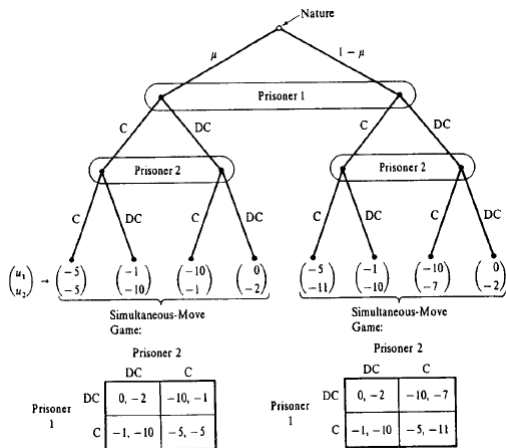 Nature
μ 1 − μ
Prisoner 1
C DC C DC
Prisoner 2 Prisoner 2
C DC C DC C DC C DC
(u₁ u₂) → (−5 −5) (−1 −10) (−10 −1) (0 −2) (−5 −11) (−1 −10) (−10 −7) (0 −2)
Simultaneous-Move
Game:
Prisoner 2
DC C
Prisoner 1
DC 0, −2 −10, −1
C −1, −10 −5, −5
Simultaneous-Move
Game:
Prisoner 2
DC C
Prisoner 1
DC 0, −2 −10, −7
C −1, −10 −5, −11